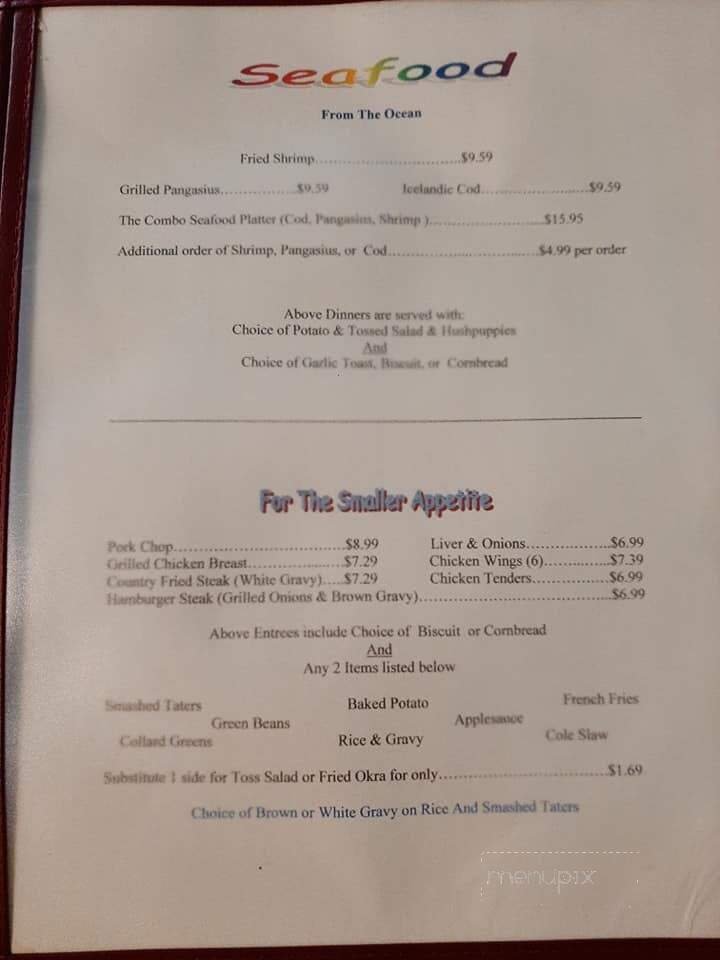 Seafood
From The Ocean
Fried Shrimp..................................$9.59
Grilled Pangasius.................$9.59 Icelandic Cod........................$9.59
The Combo Seafood Platter (Cod, Pangasius, Shrimp )..........................$15.95
Additional order of Shrimp, Pangasius, or Cod..................................$4.99 per order
Above Dinners are served with:
Choice of Potato & Tossed Salad & Hushpuppies
And
Choice of Garlic Toast, Biscuit, or Cornbread
For The Smaller Appetite
Pork Chop..................................$8.99 Liver & Onions.................$6.99
Grilled Chicken Breast.....................$7.29 Chicken Wings (6).............$7.39
Country Fried Steak (White Gravy).....$7.29 Chicken Tenders...............$6.99
Hamburger Steak (Grilled Onions & Brown Gravy)............................................$6.99
Above Entrees include Choice of Biscuit or Cornbread
And
Any 2 Items listed below
Smashed Taters Baked Potato French Fries
Green Beans Applesauce
Collard Greens Rice & Gravy Cole Slaw
Substitute 1 side for Toss Salad or Fried Okra for only......................................$1.69
Choice of Brown or White Gravy on Rice And Smashed Taters
menupix